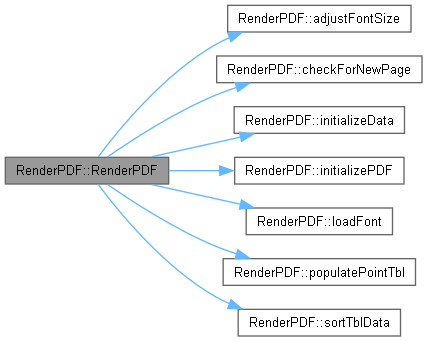 RenderPDF::adjustFontSize
RenderPDF::checkForNewPage
RenderPDF::initializeData
RenderPDF::RenderPDF
RenderPDF::initializePDF
RenderPDF::loadFont
RenderPDF::populatePointTbl
RenderPDF::sortTblData